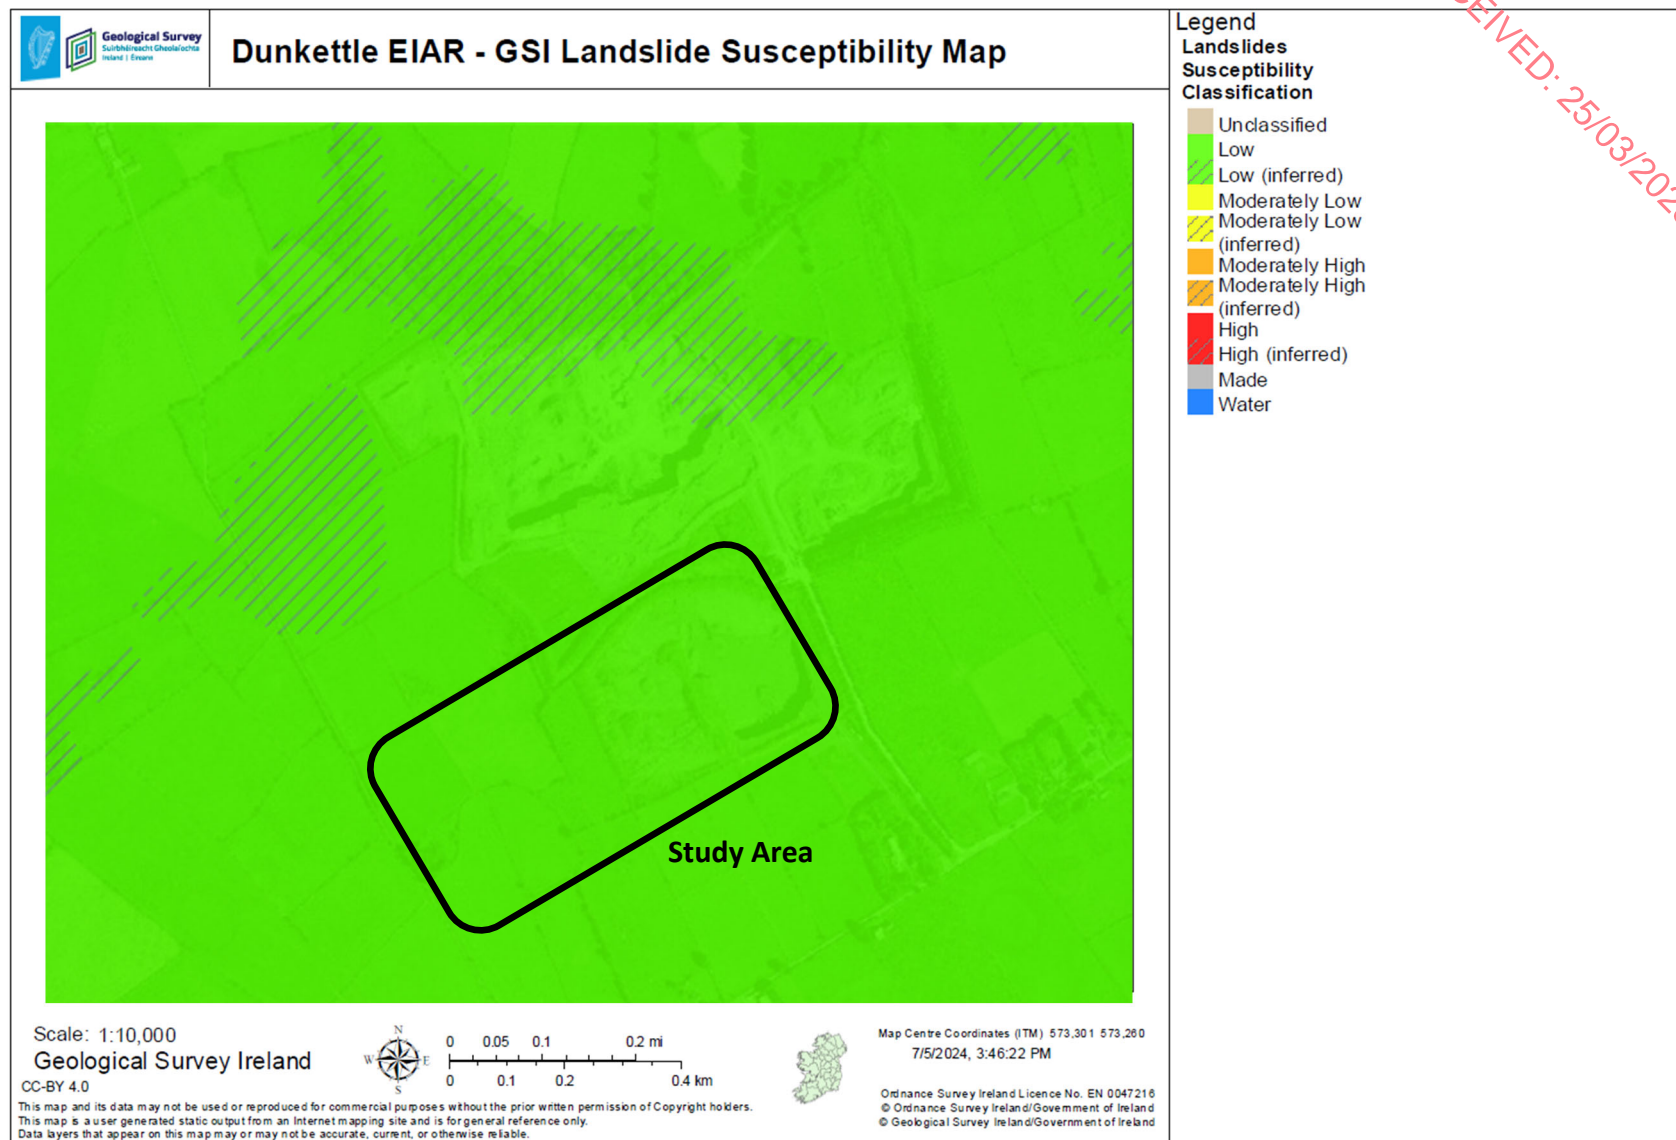 Geological Survey
Suirbhéireacht Gheolaíochta
Ireland | Éireann
Dunkettle EIAR - GSI Landslide Susceptibility Map
Legend
Landslides
Susceptibility
Classification
Unclassified
Low
Low (inferred)
Moderately Low
Moderately Low
(inferred)
Moderately High
Moderately High
(inferred)
High
High (inferred)
Made
Water
25/03/202
Study Area
Scale: 1:10,000
Geological Survey Ireland
CC-BY 4.0
N
W E
S
0 0.05 0.1 0.2 mi
0 0.1 0.2 0.4 km
Map Centre Coordinates (ITM) 573,301 573,260
7/5/2024, 3:46:22 PM
Ordnance Survey Ireland Licence No. EN 0047216
© Ordnance Survey Ireland/Government of Ireland
© Geological Survey Ireland/Government of Ireland
This map and its data may not be used or reproduced for commercial purposes without the prior written permission of Copyright holders.
This map is a user generated static output from an Internet mapping site and is for general reference only.
Data layers that appear on this map may or may not be accurate, current, or otherwise reliable.